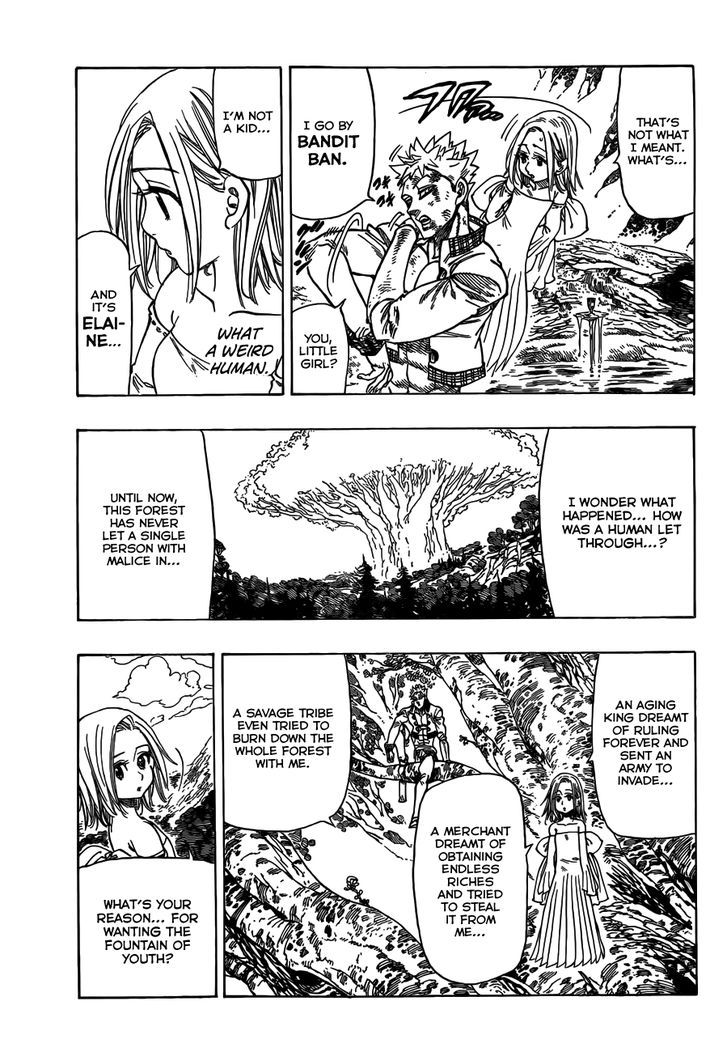 THAT'S
NOT WHAT
I MEANT.
WHAT'S...
I GO BY
BANDIT
BAN.
YOU,
LITTLE
GIRL?
I'M NOT
A KID...
AND
IT'S
ELAI-
NE...
WHAT
A WEIRD
HUMAN.
I WONDER WHAT
HAPPENED... HOW
WAS A HUMAN LET
THROUGH...?
UNTIL NOW,
THIS FOREST
HAS NEVER
LET A SINGLE
PERSON WITH
MALICE IN...
AN AGING
KING DREAMT
OF RULING
FOREVER AND
SENT AN
ARMY TO
INVADE...
A MERCHANT
DREAMT OF
OBTAINING
ENDLESS
RICHES
AND TRIED
TO STEAL
IT FROM
ME...
A SAVAGE TRIBE
EVEN TRIED TO
BURN DOWN THE
WHOLE FOREST
WITH ME.
WHAT'S YOUR
REASON... FOR
WANTING THE
FOUNTAIN OF
YOUTH?